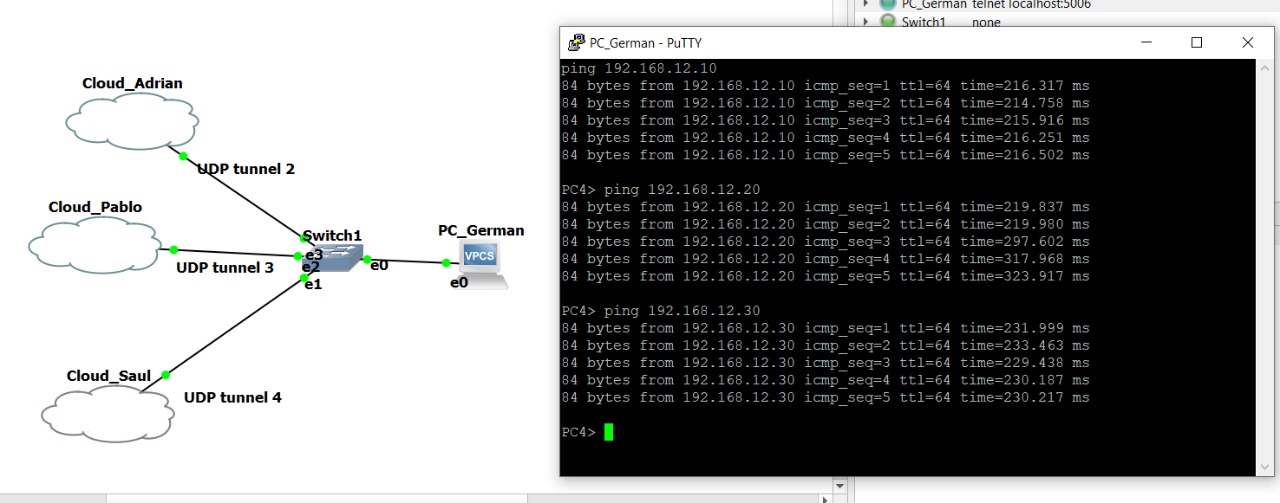 PC_German telnet localhost:5006
Switch1 none
Cloud_Adrian
UDP tunnel 2
Cloud_Pablo
UDP tunnel 3
Switch1
e3
e2
e1
e0
PC_German
VPCS
e0
Cloud_Saul
UDP tunnel 4
PC_German - PuTTY
ping 192.168.12.10
84 bytes from 192.168.12.10 icmp_seq=1 ttl=64 time=216.317 ms
84 bytes from 192.168.12.10 icmp_seq=2 ttl=64 time=214.758 ms
84 bytes from 192.168.12.10 icmp_seq=3 ttl=64 time=215.916 ms
84 bytes from 192.168.12.10 icmp_seq=4 ttl=64 time=216.251 ms
84 bytes from 192.168.12.10 icmp_seq=5 ttl=64 time=216.502 ms
PC4> ping 192.168.12.20
84 bytes from 192.168.12.20 icmp_seq=1 ttl=64 time=219.837 ms
84 bytes from 192.168.12.20 icmp_seq=2 ttl=64 time=219.980 ms
84 bytes from 192.168.12.20 icmp_seq=3 ttl=64 time=297.602 ms
84 bytes from 192.168.12.20 icmp_seq=4 ttl=64 time=317.968 ms
84 bytes from 192.168.12.20 icmp_seq=5 ttl=64 time=323.917 ms
PC4> ping 192.168.12.30
84 bytes from 192.168.12.30 icmp_seq=1 ttl=64 time=231.999 ms
84 bytes from 192.168.12.30 icmp_seq=2 ttl=64 time=233.463 ms
84 bytes from 192.168.12.30 icmp_seq=3 ttl=64 time=229.438 ms
84 bytes from 192.168.12.30 icmp_seq=4 ttl=64 time=230.187 ms
84 bytes from 192.168.12.30 icmp_seq=5 ttl=64 time=230.217 ms
PC4>